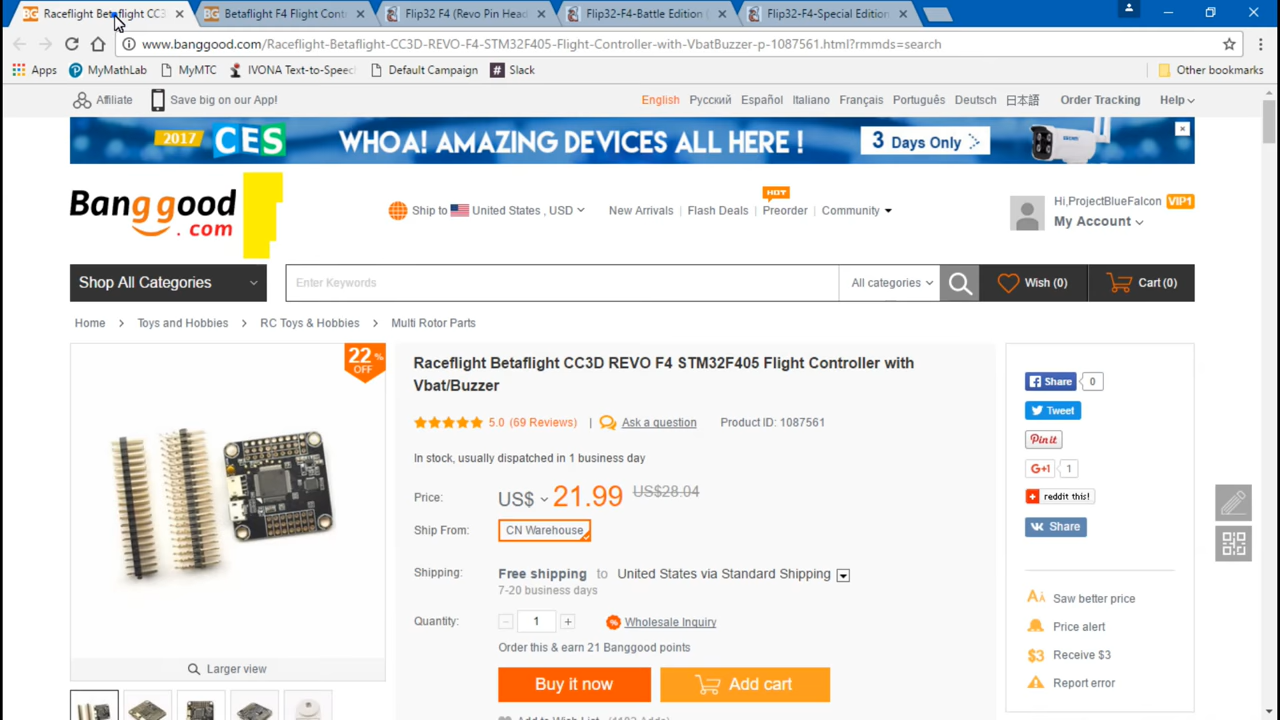 Raceflight Betaflight CC3
Betaflight F4 Flight Cont
Flip32 F4 (Revo Pin Head
Flip32-F4-Battle Edition (
Flip32-F4-Special Edition
www.banggood.com/Raceflight-Betaflight-CC3D-REVO-F4-STM32F405-Flight-Controller-with-VbatBuzzer-p-1087561.html?rmmds=search
Apps
MyMathLab
MyMTC
IVONA Text-to-Speec
Default Campaign
# Slack
Other bookmarks
Affiliate
Save big on our App!
English
Русский
Español
Italiano
Français
Português
Deutsch
日本語
Order Tracking
Help
2017 CES WHOA! AMAZING DEVICES ALL HERE ! 3 Days Only
Banggood
.com
Ship to United States , USD
New Arrivals
Flash Deals
HOT
Preorder
Community
Hi,ProjectBlueFalcon VIP1
My Account
Shop All Categories
Enter Keywords
All categories
Wish (0)
Cart (0)
Home > Toys and Hobbies > RC Toys & Hobbies > Multi Rotor Parts
22%
OFF
Raceflight Betaflight CC3D REVO F4 STM32F405 Flight Controller with
Vbat/Buzzer
5.0 (69 Reviews) | Ask a question Product ID: 1087561
In stock, usually dispatched in 1 business day
Price: US$ 21.99 US$28.04
Ship From: CN Warehouse
Shipping: Free shipping to United States via Standard Shipping
7-20 business days
Quantity: − 1 + Wholesale Inquiry
Order this & earn 21 Banggood points
Buy it now
Add cart
Add to Wish List (1182 Adds)
Larger view
Share 0
Tweet
Pin it
G+1 1
reddit this!
Share
Saw better price
Price alert
$3 Receive $3
Report error